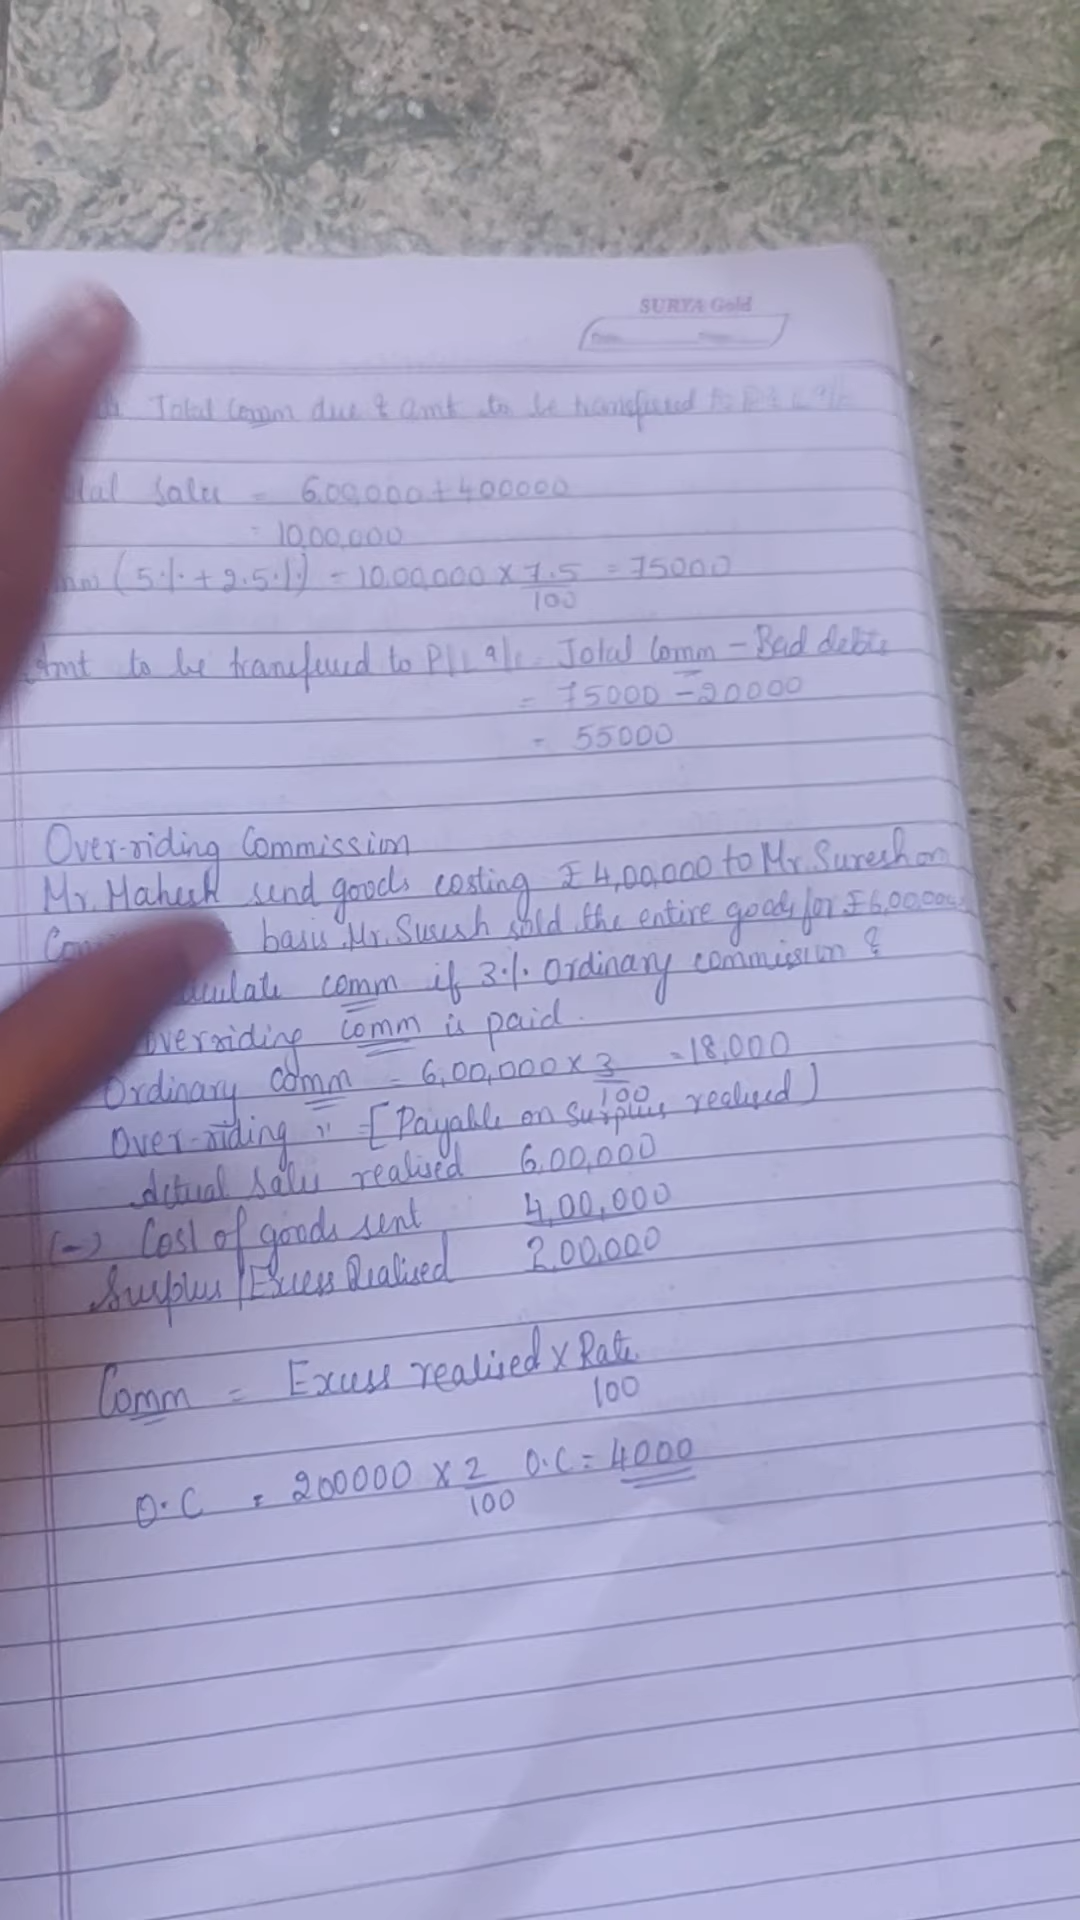 SURYA Gold
Total Comm due & amt to be transferred to P & L a/c
Sales = 6,00,000 + 400000
= 10,00,000
(5% + 2.5%) = 10,00,000 × 7.5/100 = 75000
Amt to be transferred to P/L a/c = Total Comm - Bad debts
= 75000 - 20000
= 55000
Over-riding Commission
Mr. Mahesh send goods costing ₹ 4,00,000 to Mr. Suresh on
basis. Mr. Suresh sold the entire goods for ₹ 6,00,000
comm if 3% ordinary commission &
overriding comm is paid.
Ordinary comm = 6,00,000 × 3/100 = 18,000
Over-riding " = [Payable on surplus realised)
Actual sales realised 6,00,000
(-) Cost of goods sent 4,00,000
Surplus/Excess Realised 2,00,000
Comm = Excess realised × Rate/100
O.C = 200000 × 2/100 O.C = 4000